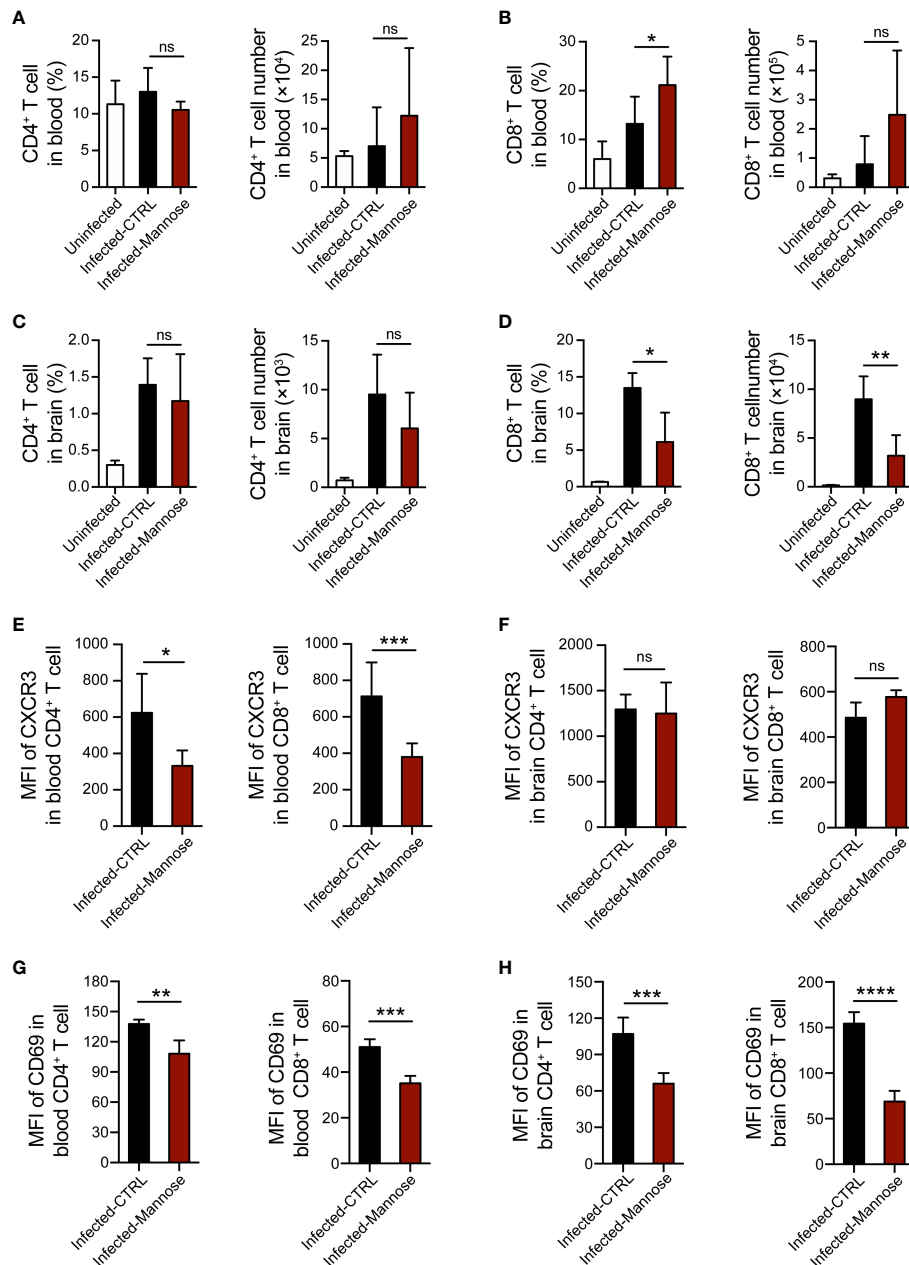 A
CD4⁺ T cell
in blood (%)
20
15
10
5
0
ns
Uninfected
Infected-CTRL
Infected-Mannose
CD4⁺ T cell number
in blood (×10⁴)
25
20
15
10
5
0
ns
Uninfected
Infected-CTRL
Infected-Mannose
B
CD8⁺ T cell
in blood (%)
30
20
10
0
*
Uninfected
Infected-CTRL
Infected-Mannose
CD8⁺ T cell number
in blood (×10⁵)
5
4
3
2
1
0
ns
Uninfected
Infected-CTRL
Infected-Mannose
C
CD4⁺ T cell
in brain (%)
2.0
1.5
1.0
0.5
0.0
ns
Uninfected
Infected-CTRL
Infected-Mannose
CD4⁺ T cell number
in brain (×10³)
15
10
5
0
ns
Uninfected
Infected-CTRL
Infected-Mannose
D
CD8⁺ T cell
in brain (%)
20
15
10
5
0
*
Uninfected
Infected-CTRL
Infected-Mannose
CD8⁺ T cellnumber
in brain (×10⁴)
15
10
5
0
**
Uninfected
Infected-CTRL
Infected-Mannose
E
MFI of CXCR3
in blood CD4⁺ T cell
1000
800
600
400
200
0
*
Infected-CTRL
Infected-Mannose
MFI of CXCR3
in blood CD8⁺ T cell
1000
800
600
400
200
0
***
Infected-CTRL
Infected-Mannose
F
MFI of CXCR3
in brain CD4⁺ T cell
2000
1500
1000
500
0
ns
Infected-CTRL
Infected-Mannose
MFI of CXCR3
in brain CD8⁺ T cell
800
600
400
200
0
ns
Infected-CTRL
Infected-Mannose
G
MFI of CD69 in
blood CD4⁺ T cell
180
150
120
90
60
30
0
**
Infected-CTRL
Infected-Mannose
MFI of CD69 in
blood CD8⁺ T cell
80
60
40
20
0
***
Infected-CTRL
Infected-Mannose
H
MFI of CD69 in
brain CD4⁺ T cell
150
120
90
60
30
0
***
Infected-CTRL
Infected-Mannose
MFI of CD69 in
brain CD8⁺ T cell
200
150
100
50
0
****
Infected-CTRL
Infected-Mannose